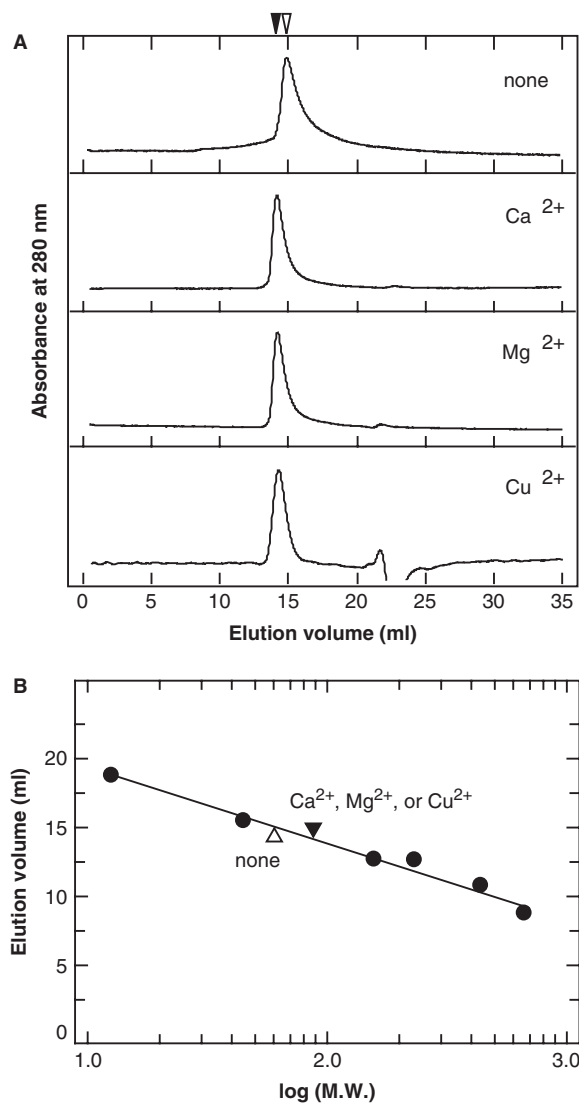 A
none
Ca 2+
Mg 2+
Cu 2+
Absorbance at 280 nm
0 5 10 15 20 25 30 35
Elution volume (ml)
B
20
15
10
5
0
Elution volume (ml)
Ca2+, Mg2+, or Cu2+
none
1.0 2.0 3.0
log (M.W.)